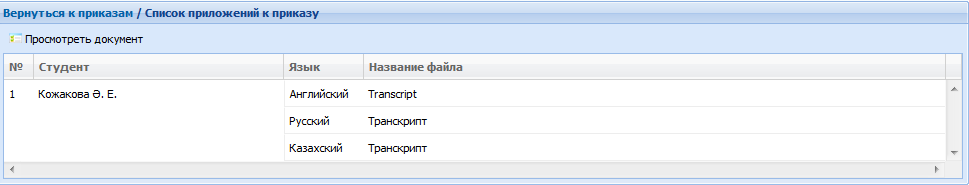 Вернуться к приказам / Список приложений к приказу
Просмотреть документ
№ Студент Язык Название файла
1 Кожакова Ә. Е. Английский Transcript
Русский Транскрипт
Казахский Транскрипт